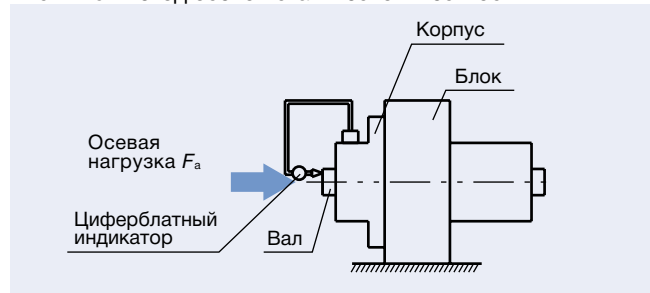 Корпус
Блок
Осевая
нагрузка Fa
Циферблатный
индикатор
Вал